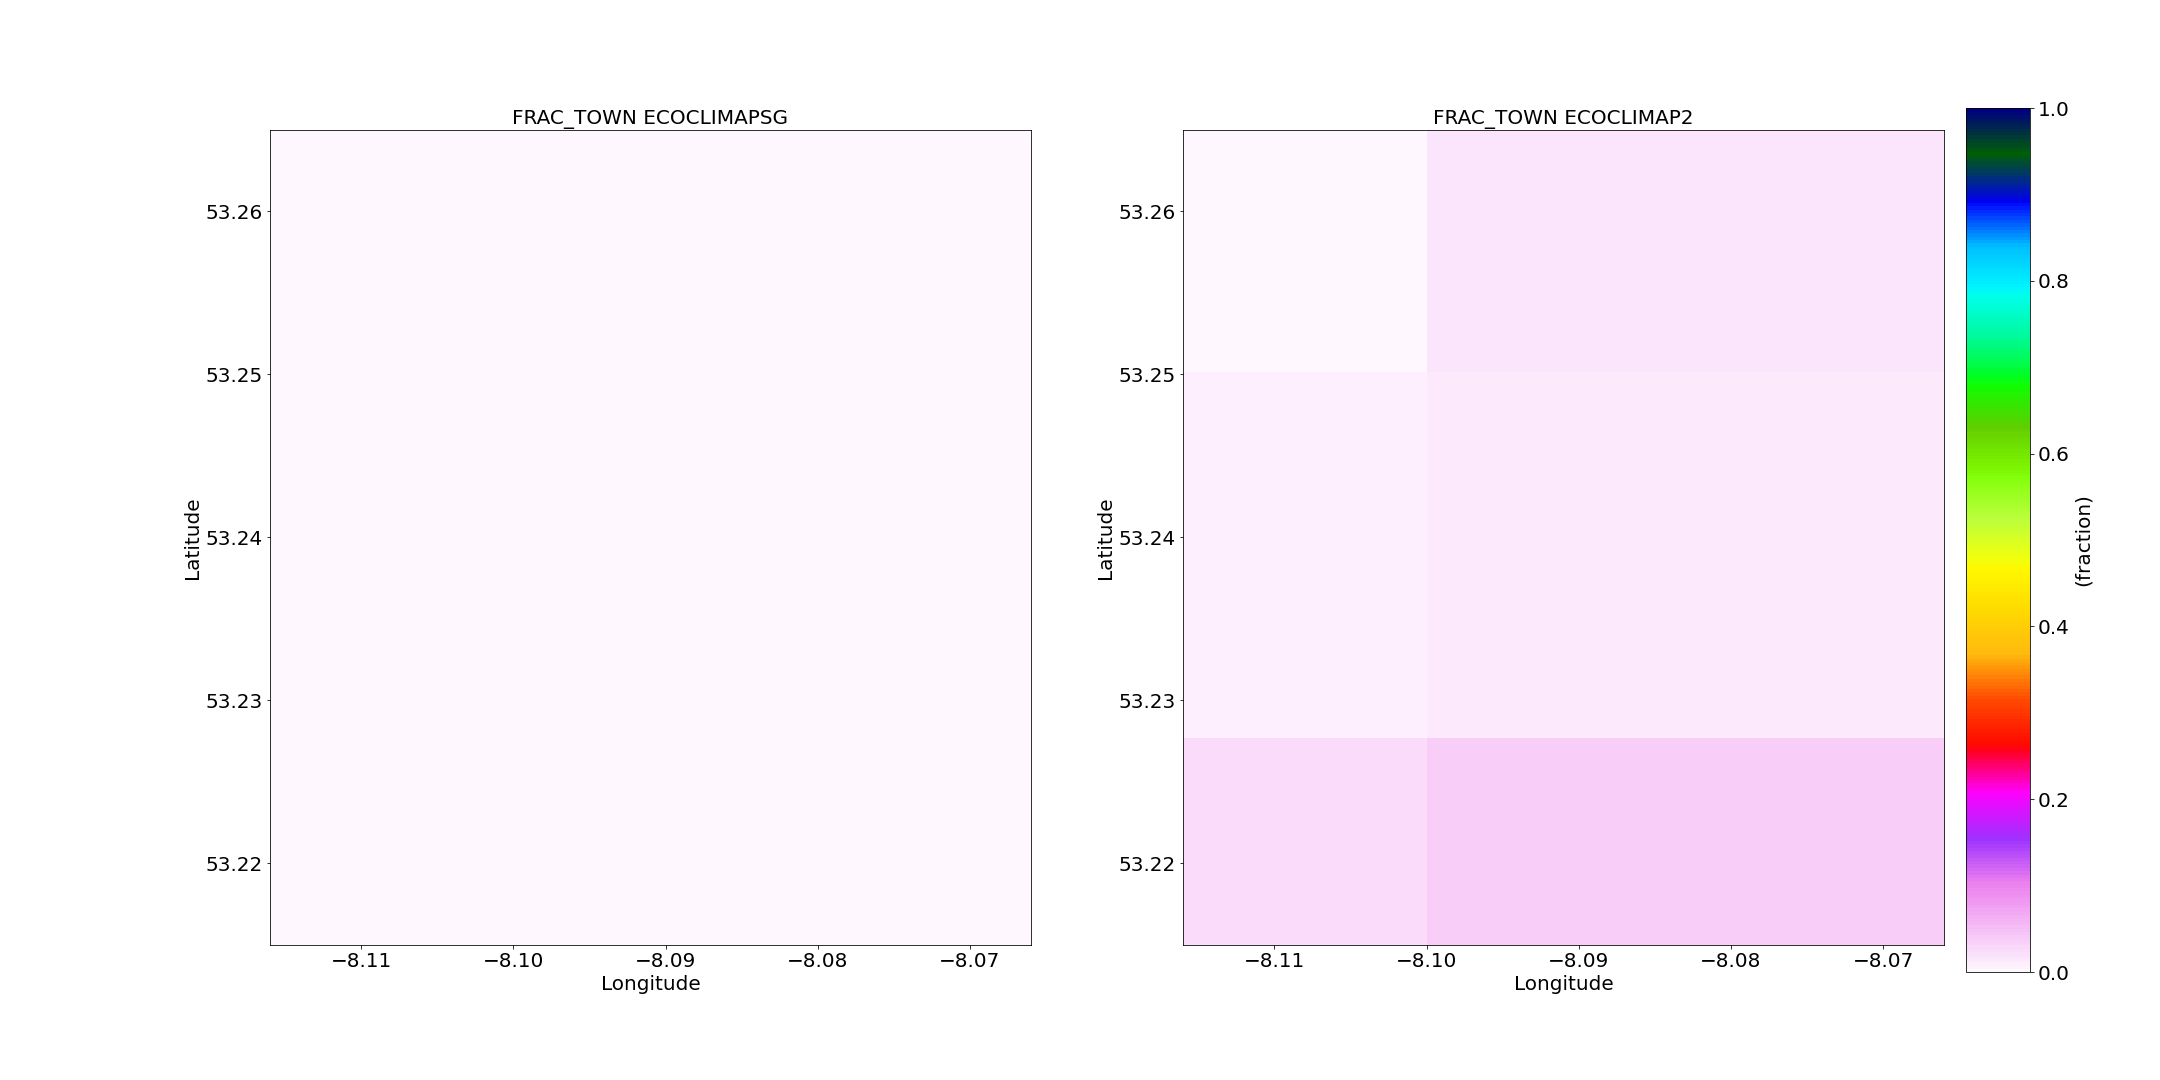 FRAC_TOWN ECOCLIMAPSG
53.26
53.25
53.24
53.23
53.22
Latitude
−8.11 −8.10 −8.09 −8.08 −8.07
Longitude
FRAC_TOWN ECOCLIMAP2
53.26
53.25
53.24
53.23
53.22
Latitude
−8.11 −8.10 −8.09 −8.08 −8.07
Longitude
1.0
0.8
0.6
0.4
0.2
0.0
(fraction)